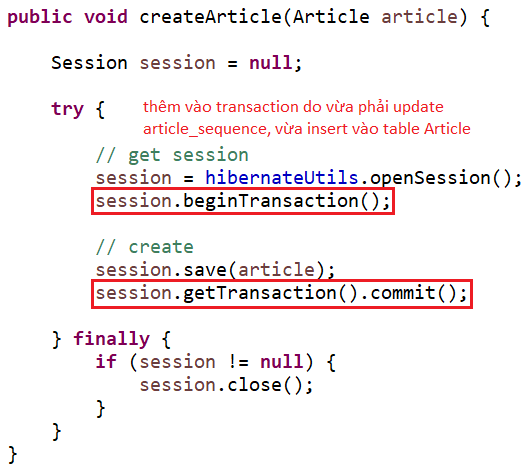 public void createArticle(Article article) {
Session session = null;
try {
thêm vào transaction do vừa phải update
article_sequence, vừa insert vào table Article
// get session
session = hibernateUtils.openSession();
session.beginTransaction();
// create
session.save(article);
session.getTransaction().commit();
} finally {
if (session != null) {
session.close();
}
}
}